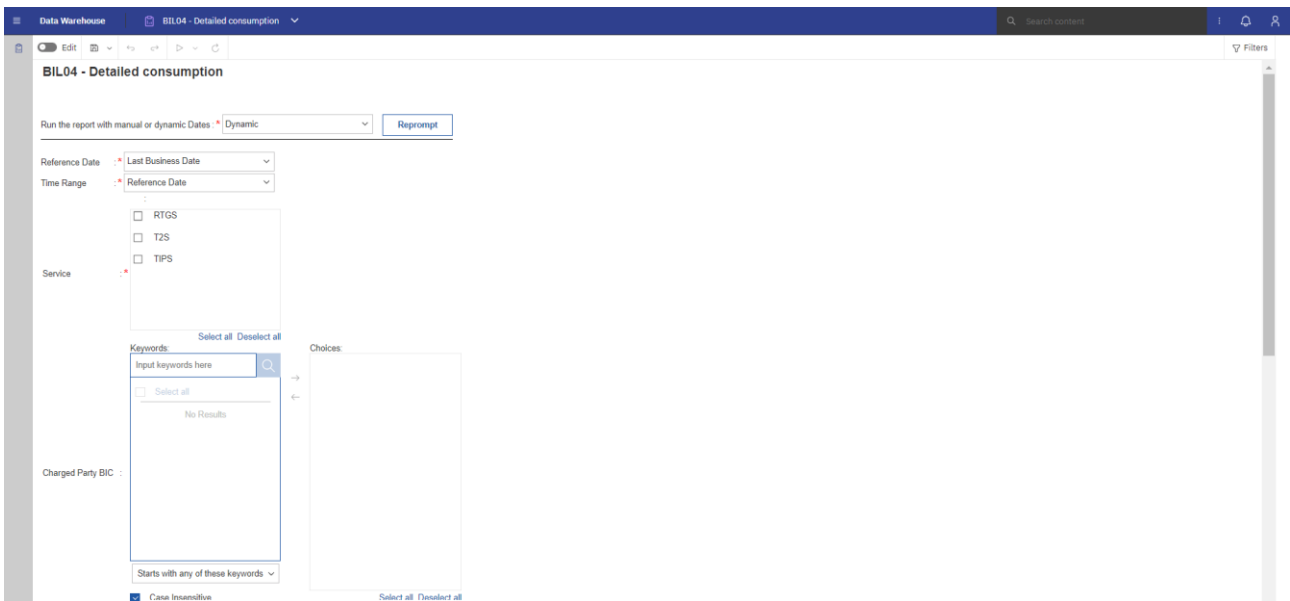 Data Warehouse
BIL04 - Detailed consumption
Search content
Edit
Filters
BIL04 - Detailed consumption
Run the report with manual or dynamic Dates : * Dynamic
Reprompt
Reference Date : * Last Business Date
Time Range : * Reference Date
:
RTGS
T2S
TIPS
Service : *
Select all Deselect all
Keywords:
Choices:
Input keywords here
Select all
No Results
Charged Party BIC :
Starts with any of these keywords
Case Insensitive
Select all Deselect all